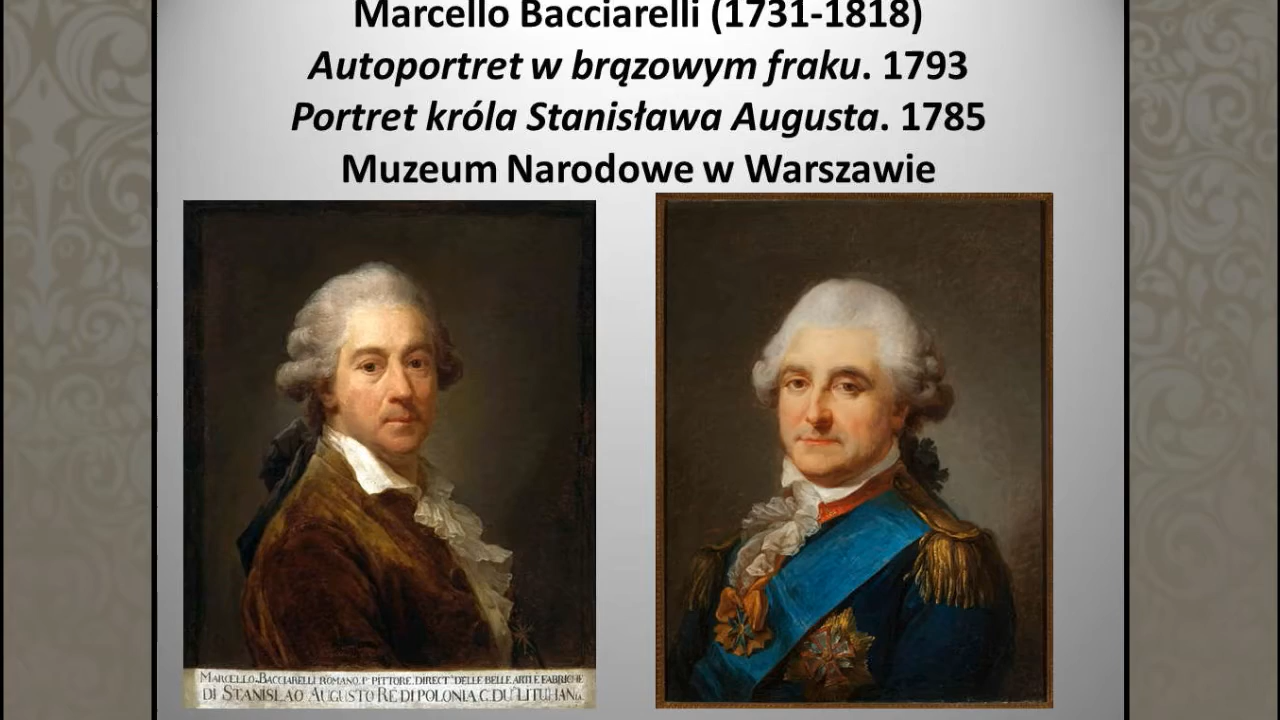 Marcello Bacciarelli (1731-1818)
Autoportret w brązowym fraku. 1793
Portret króla Stanisława Augusta. 1785
Muzeum Narodowe w Warszawie
MARCELLO BACCIARELLI ROMANO. P. PITTORE. DIRECT. DELLE BELLE ARTI E FABRICHE
DI STANISLAO AUGUSTO RE DI POLONIA G. DU. LITUHAN